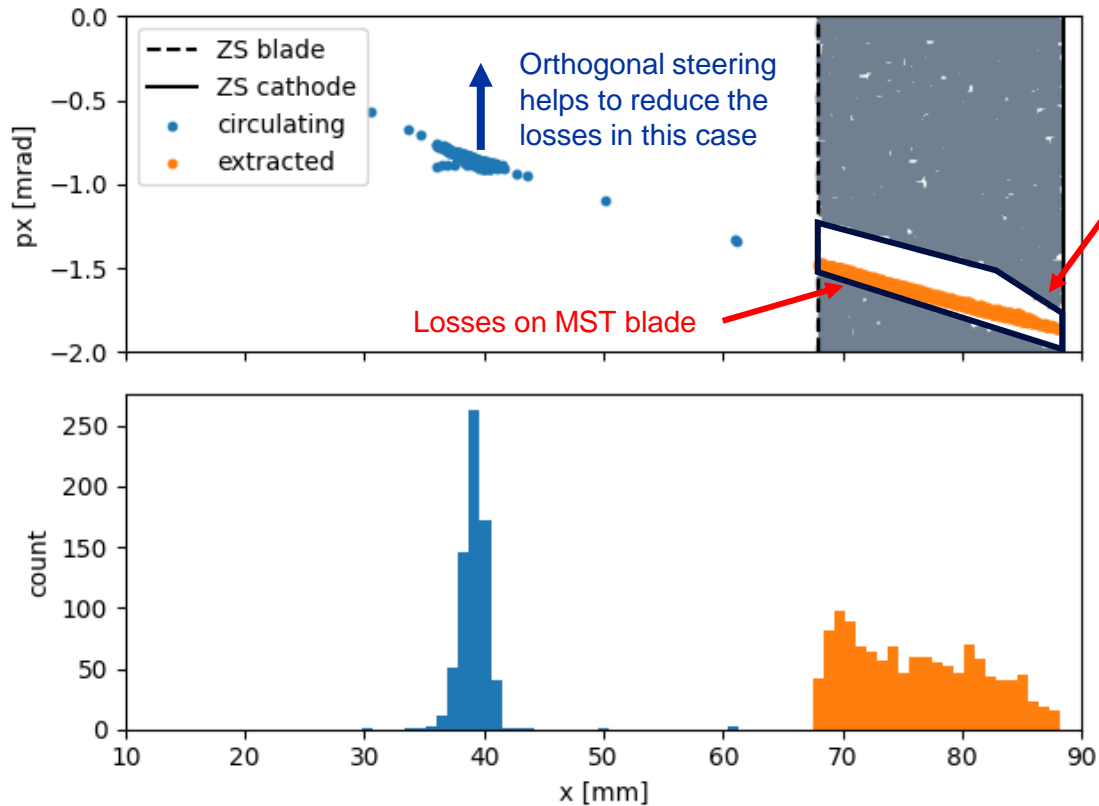 0.0
−0.5
−1.0
−1.5
−2.0
px [mrad]
ZS blade
ZS cathode
circulating
extracted
Orthogonal steering
helps to reduce the
losses in this case
Losses on MST blade
250
200
150
100
50
0
count
10 20 30 40 50 60 70 80 90
x [mm]